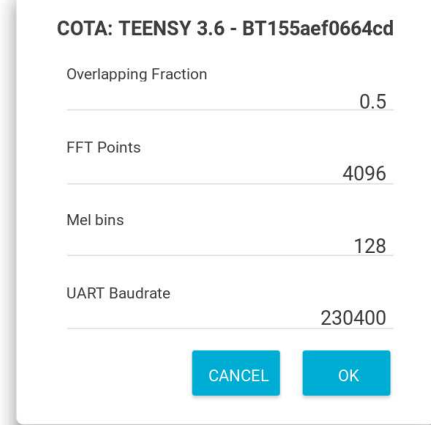 COTA: TEENSY 3.6 - BT155aef0664cd
Overlapping Fraction
0.5
FFT Points
4096
Mel bins
128
UART Baudrate
230400
CANCEL OK